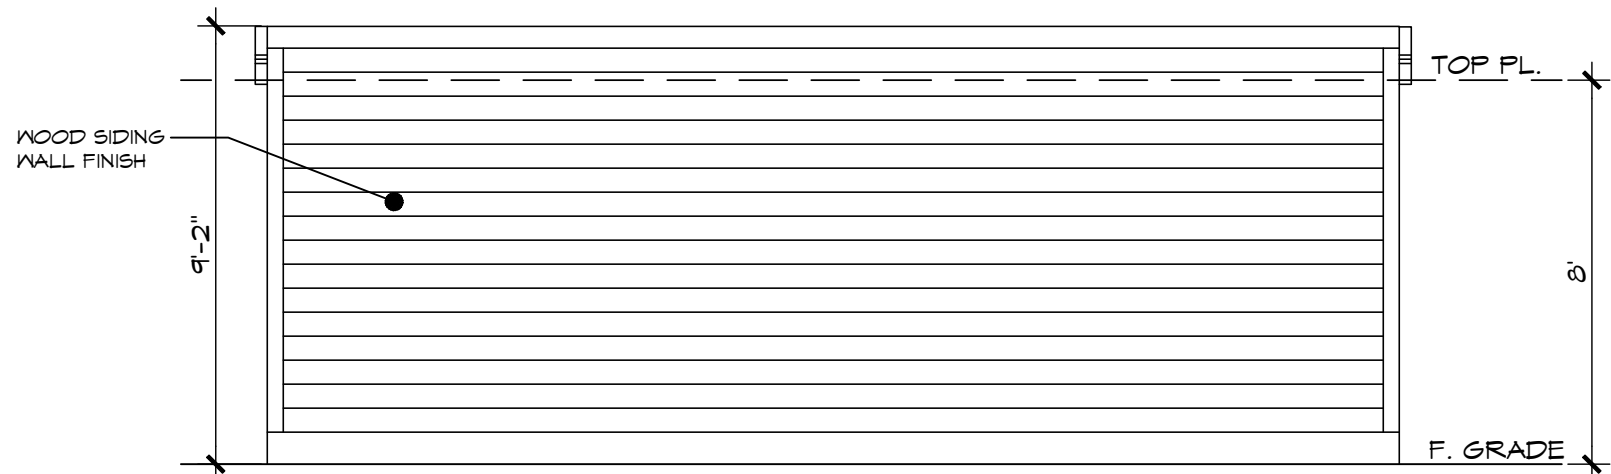 TOP PL.
WOOD SIDING
WALL FINISH
9'-2"
8'
F. GRADE